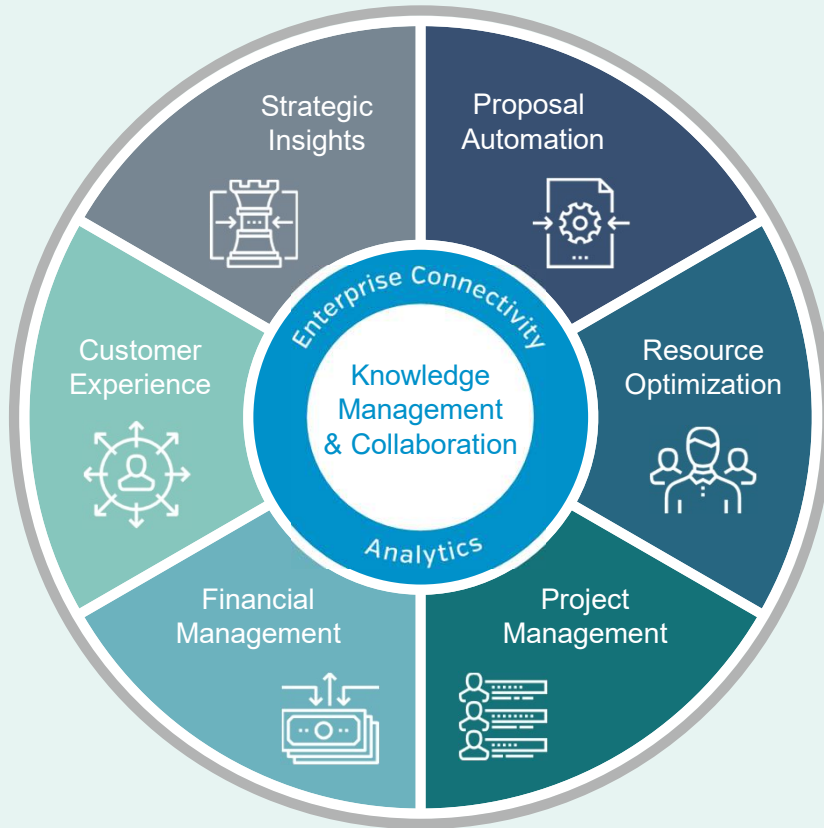 Strategic
Insights
Proposal
Automation
Customer
Experience
Enterprise Connectivity
Knowledge
Management
& Collaboration
Analytics
Resource
Optimization
Financial
Management
Project
Management